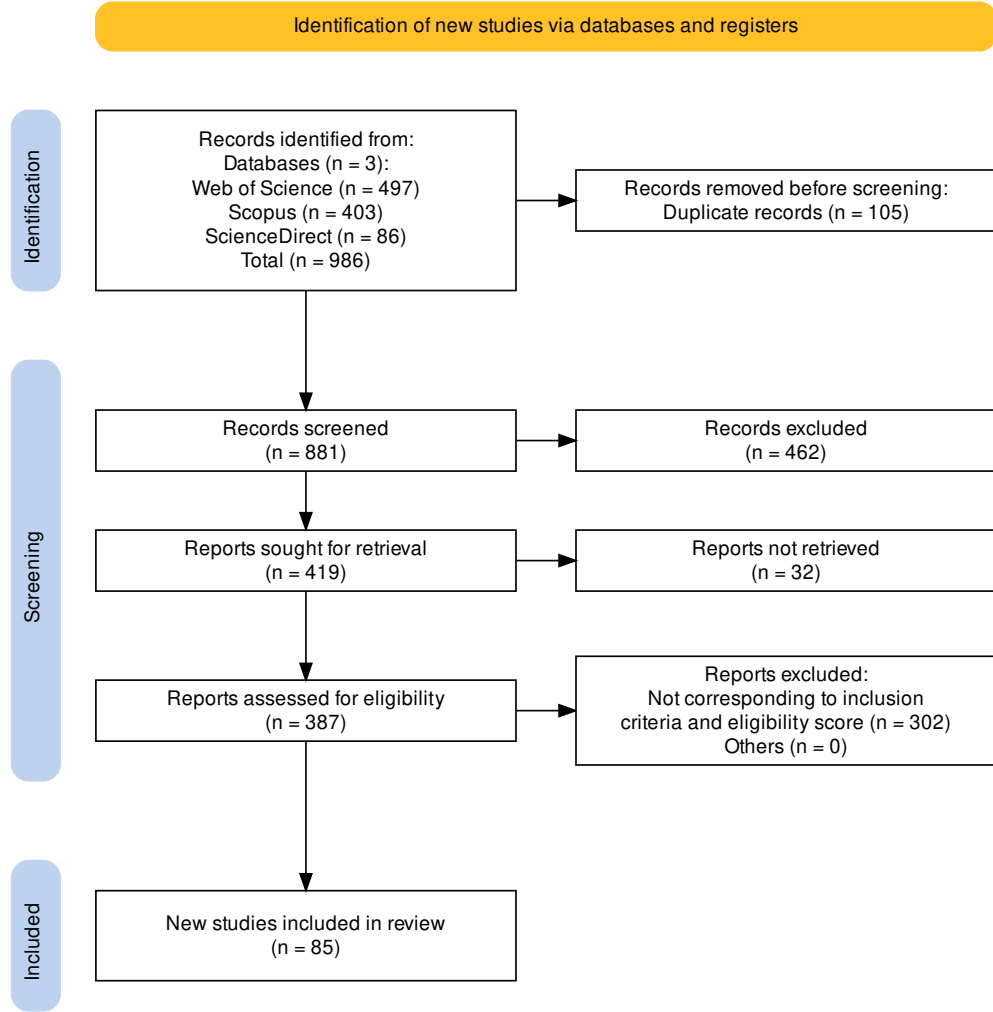 Identification of new studies via databases and registers
Identification
Records identified from:
Databases (n = 3):
Web of Science (n = 497)
Scopus (n = 403)
ScienceDirect (n = 86)
Total (n = 986)
Records removed before screening:
Duplicate records (n = 105)
Screening
Records screened
(n = 881)
Records excluded
(n = 462)
Reports sought for retrieval
(n = 419)
Reports not retrieved
(n = 32)
Reports assessed for eligibility
(n = 387)
Reports excluded:
Not corresponding to inclusion
criteria and eligibility score (n = 302)
Others (n = 0)
Included
New studies included in review
(n = 85)